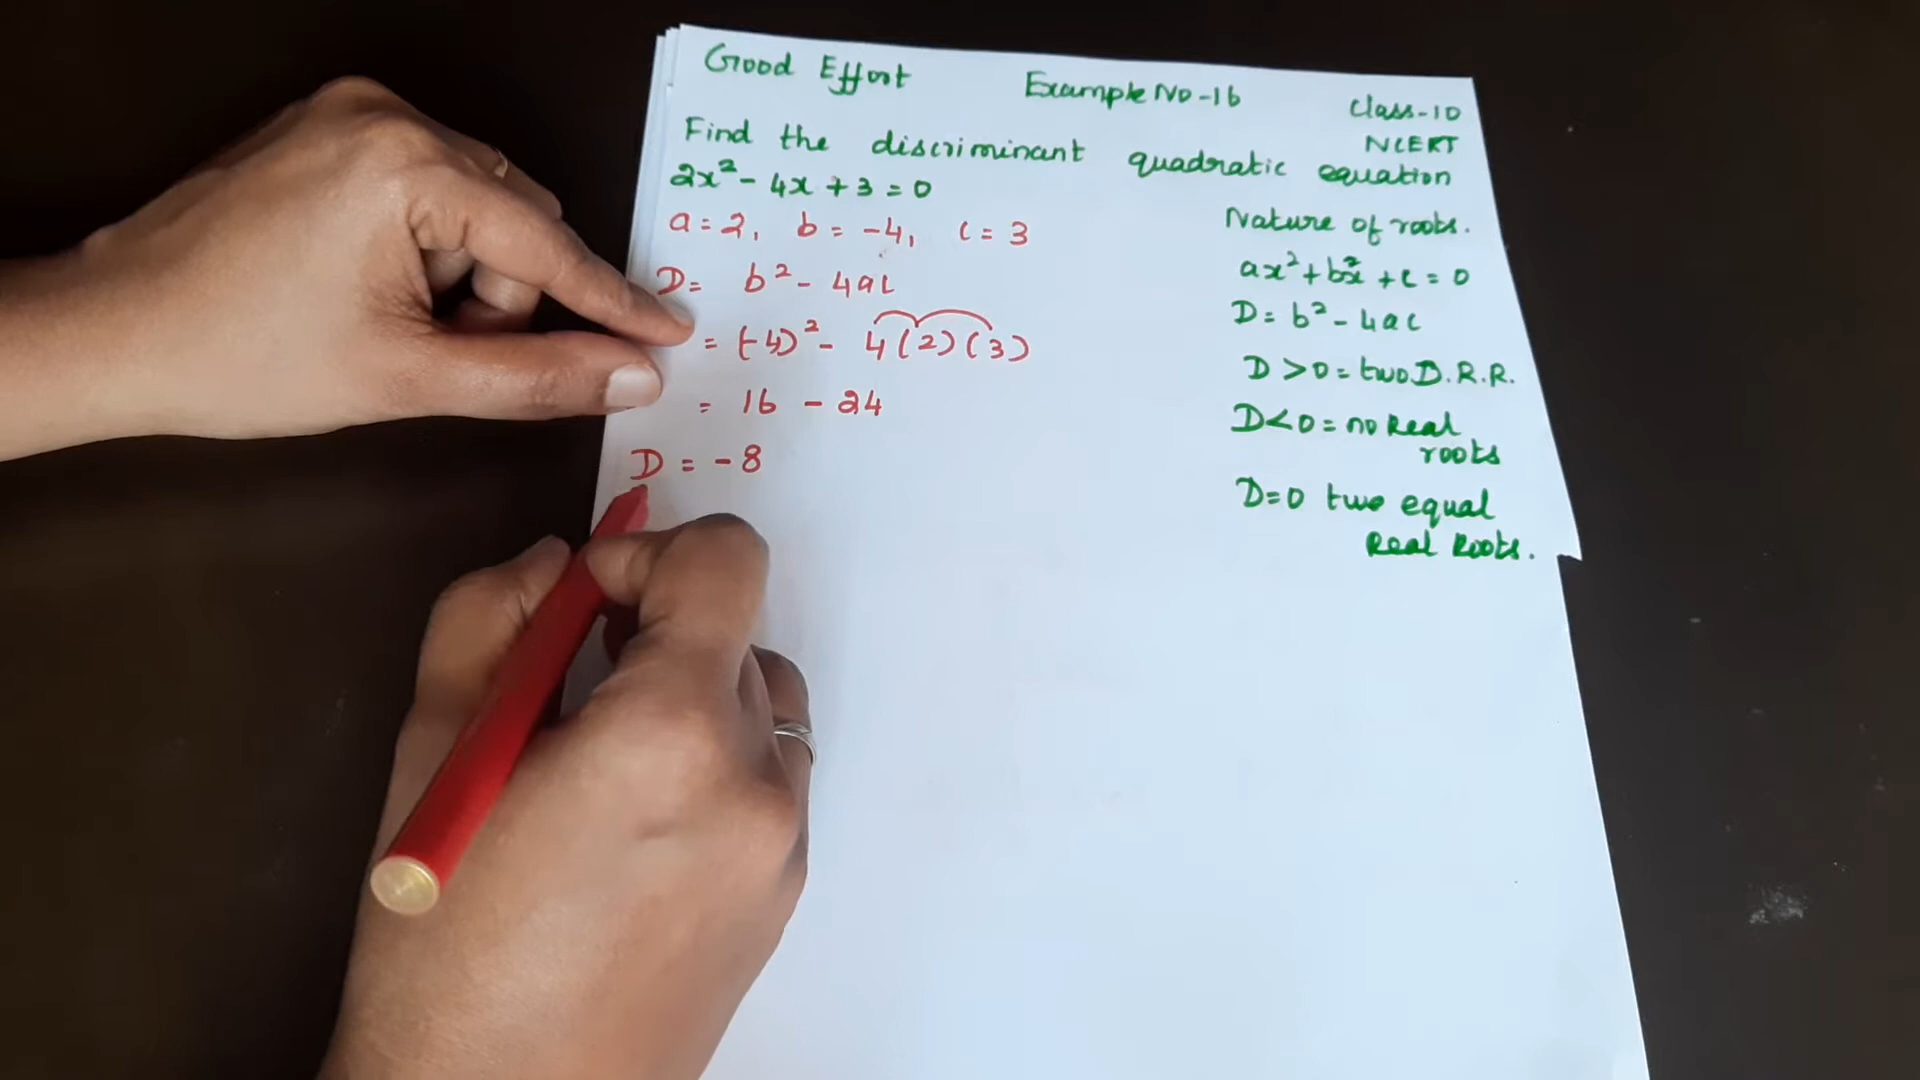 Good Effort Example No-16 Class-10
NCERT
Find the discriminant quadratic equation
2x² - 4x + 3 = 0
a = 2, b = -4, c = 3
D = b² - 4ac
= (-4)² - 4(2)(3)
= 16 - 24
D = -8
Nature of roots.
ax² + bx² + c = 0
D = b² - 4ac
D > 0 = two D.R.R.
D < 0 = no Real
roots
D = 0 two equal
Real Roots.